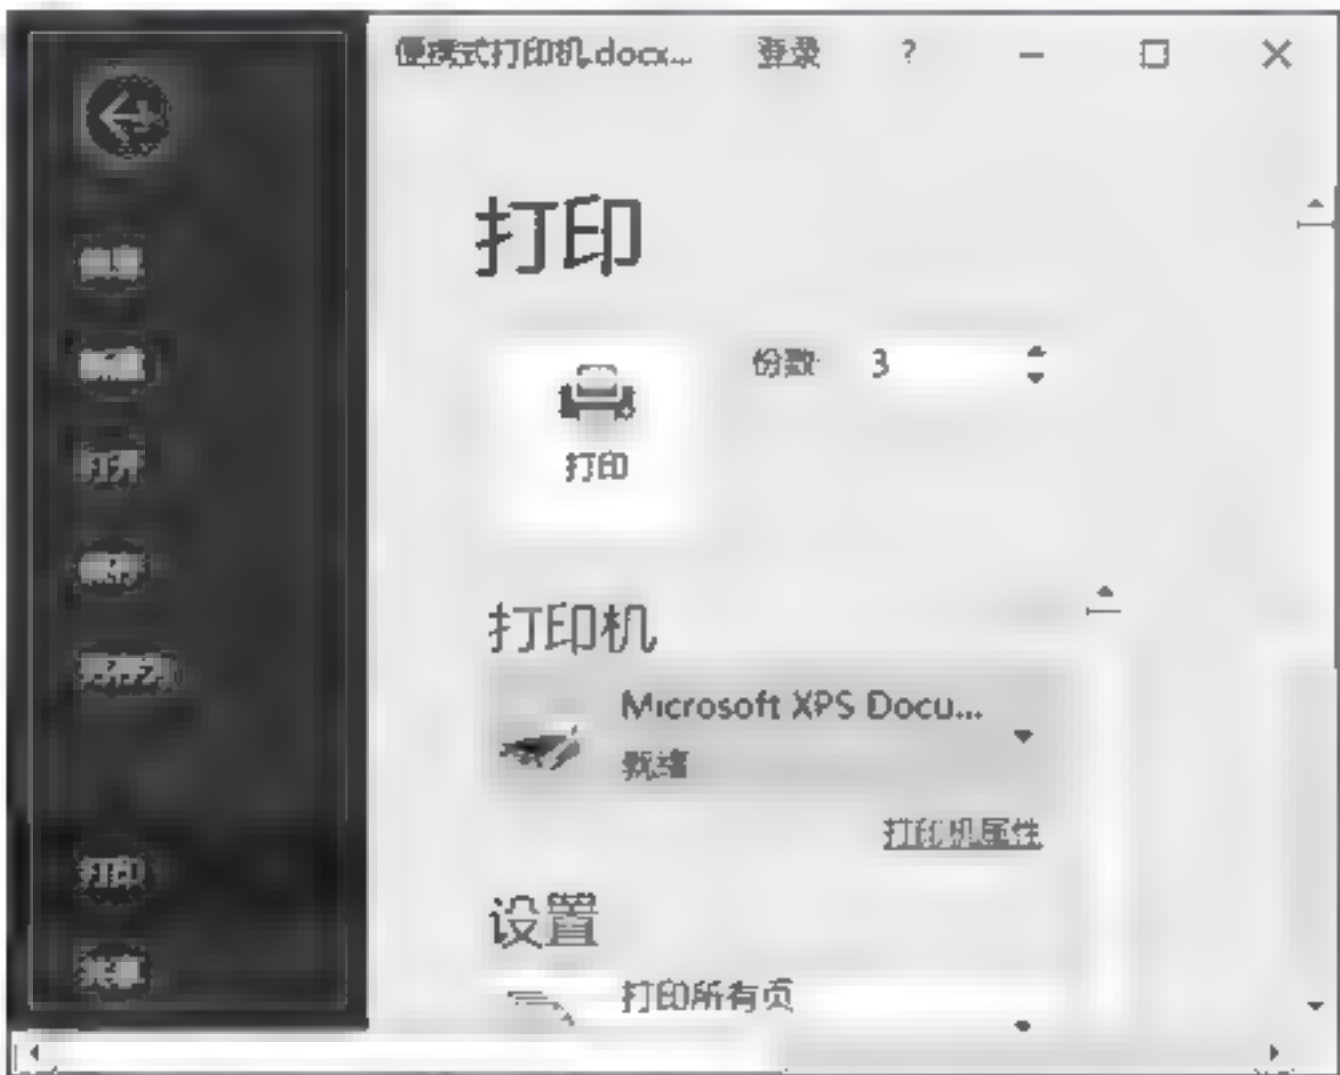 便携式打印机.docx... 登录 ?
打印
份数 3
打印
打开
打印机
Microsoft XPS Docu...
就绪
另存为
打印机属性
打印
设置
共享
打印所有页